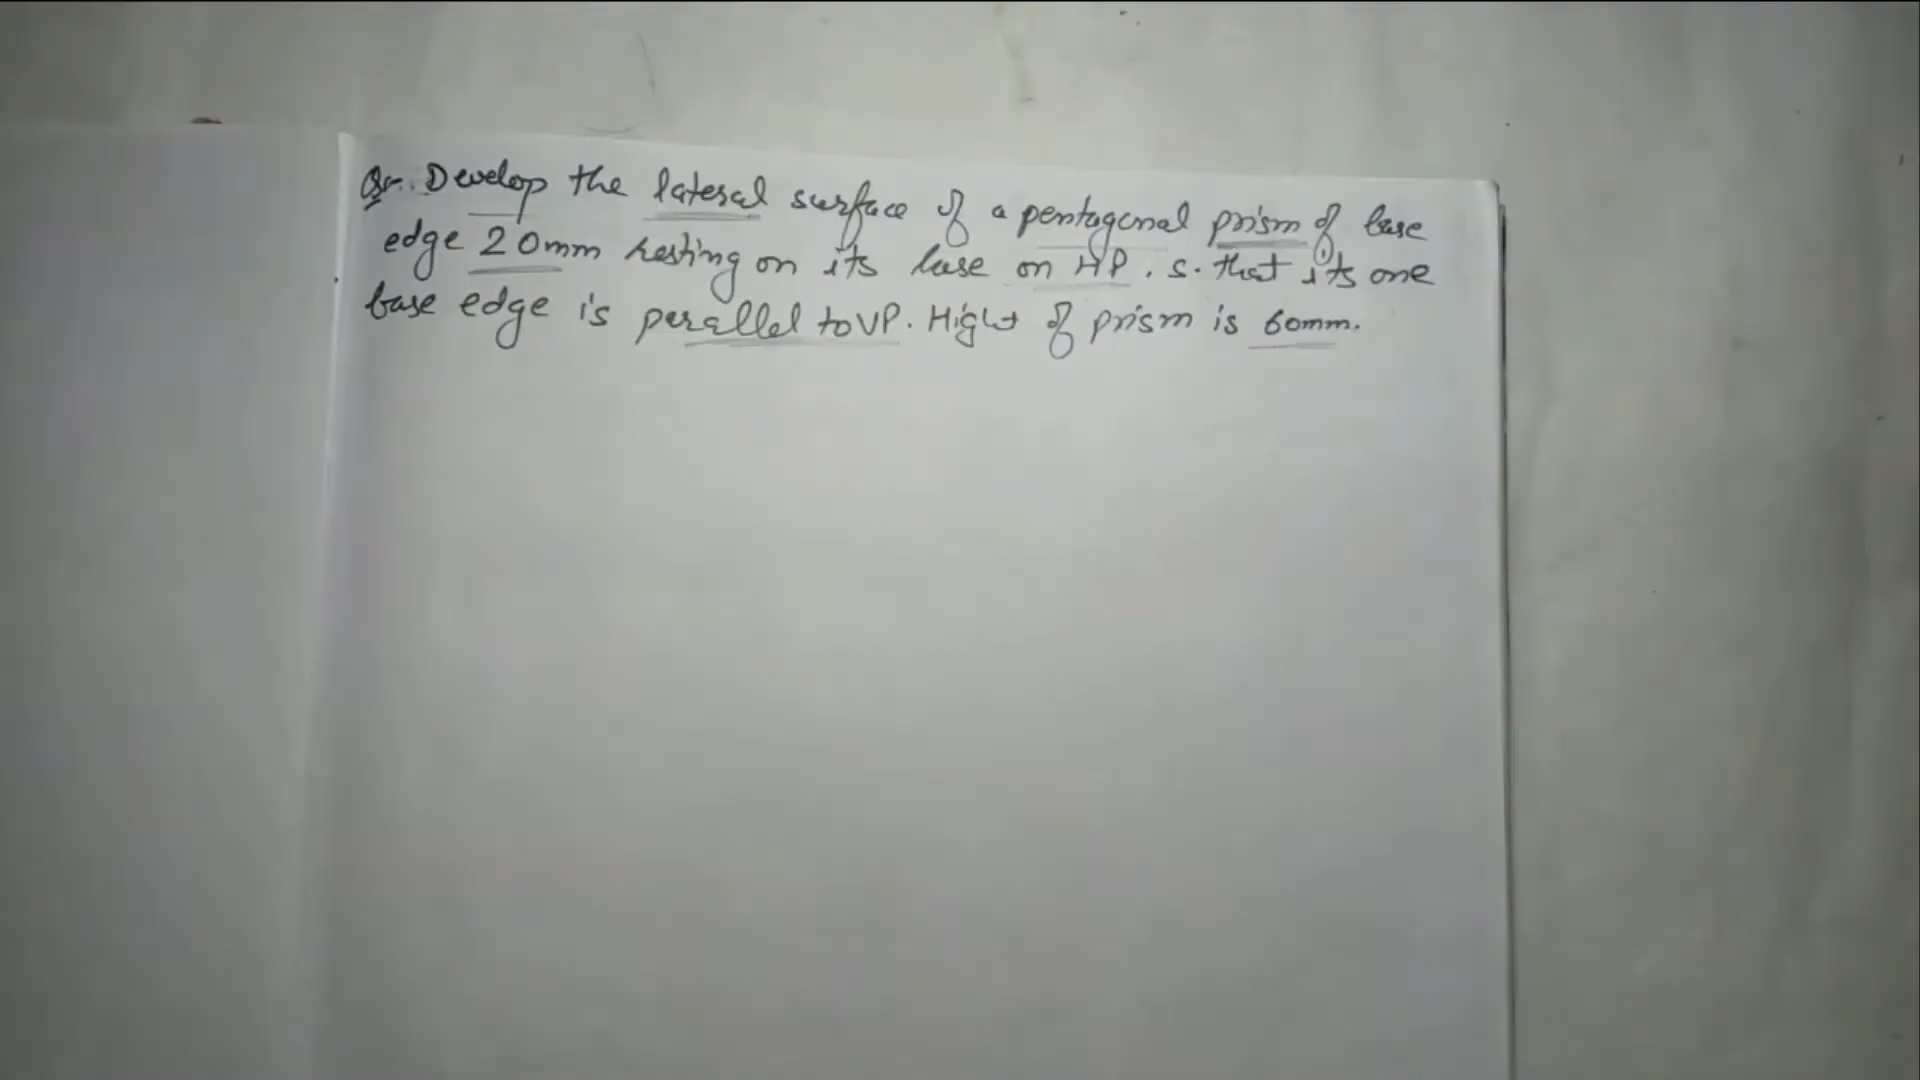 Qr. Develop the lateral surface of a pentagonal prism of base
edge 20mm resting on its base on HP. s. that its one
base edge is parallel to VP. Hight of prism is 60mm.